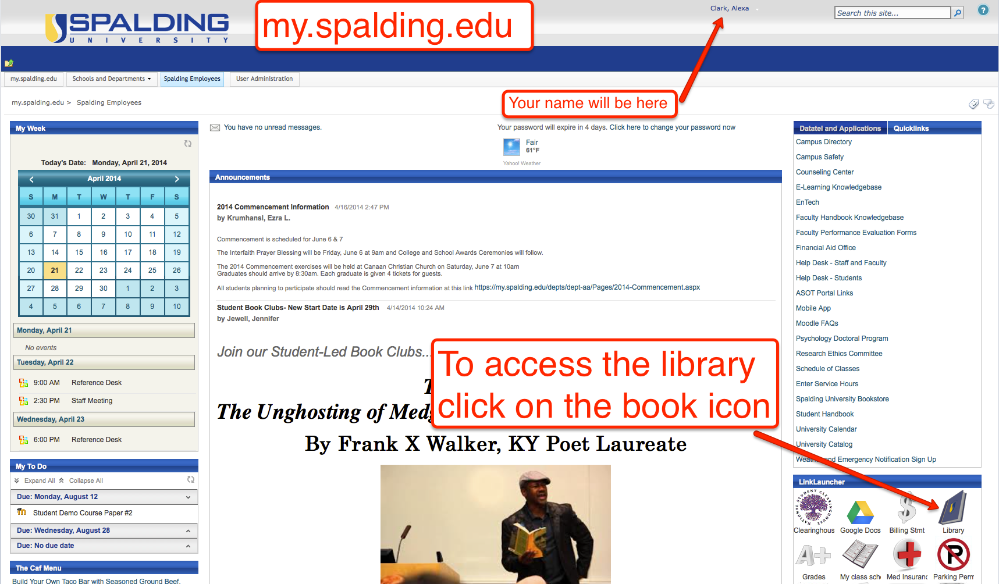 SPALDING
UNIVERSITY
my.spalding.edu
Clark, Alexa
Search this site...
?
my.spalding.edu
Schools and Departments
Spalding Employees
User Administration
Your name will be here
my.spalding.edu > Spalding Employees
My Week
Today's Date: Monday, April 21, 2014
April 2014
S M T W T F S
30 31 1 2 3 4 5
6 7 8 9 10 11 12
13 14 15 16 17 18 19
20 21 22 23 24 25 26
27 28 29 30 1 2 3
4 5 6 7 8 9 10
Monday, April 21
No events
Tuesday, April 22
9:00 AM Reference Desk
2:30 PM Staff Meeting
Wednesday, April 23
6:00 PM Reference Desk
My To Do
Expand All Collapse All
Due: Monday, August 12
Student Demo Course Paper #2
Due: Wednesday, August 28
Due: No due date
The Caf Menu
Build Your Own Taco Bar with Seasoned Ground Beef,
You have no unread messages.
Your password will expire in 4 days. Click here to change your password now
Fair
61°F
Yahoo! Weather
Announcements
2014 Commencement Information 4/16/2014 2:47 PM
by Krumhansl, Ezra L.
Commencement is scheduled for June 6 & 7
The Interfaith Prayer Blessing will be Friday, June 6 at 9am and College and School Awards Ceremonies will follow.
The 2014 Commencement exercises will be held at Canaan Christian Church on Saturday, June 7 at 10am
Graduates should arrive by 8:30am. Each graduate is given 4 tickets for guests.
All students planning to participate should read the Commencement information at this link https://my.spalding.edu/depts/dept-aa/Pages/2014-Commencement.aspx
Student Book Clubs- New Start Date is April 29th 4/14/2014 10:24 AM
by Jewell, Jennifer
Join our Student-Led Book Clubs...
To access the library
click on the book icon
The Unghosting of
By Frank X Walker, KY Poet Laureate
Datatel and Applications
Quicklinks
Campus Directory
Campus Safety
Counseling Center
E-Learning Knowledgebase
EnTech
Faculty Handbook Knowledgebase
Faculty Performance Evaluation Forms
Financial Aid Office
Help Desk - Staff and Faculty
Help Desk - Students
ASOT Portal Links
Mobile App
Moodle FAQs
Psychology Doctoral Program
Research Ethics Committee
Schedule of Classes
Enter Service Hours
Spalding University Bookstore
Student Handbook
University Calendar
University Catalog
and Emergency Notification Sign Up
LinkLauncher
NATIONAL STUDENT CLEARINGHOUSE
Clearinghous Google Docs Billing Stmt Library
A+
P
Grades My class sch Med Insuranc Parking Perm